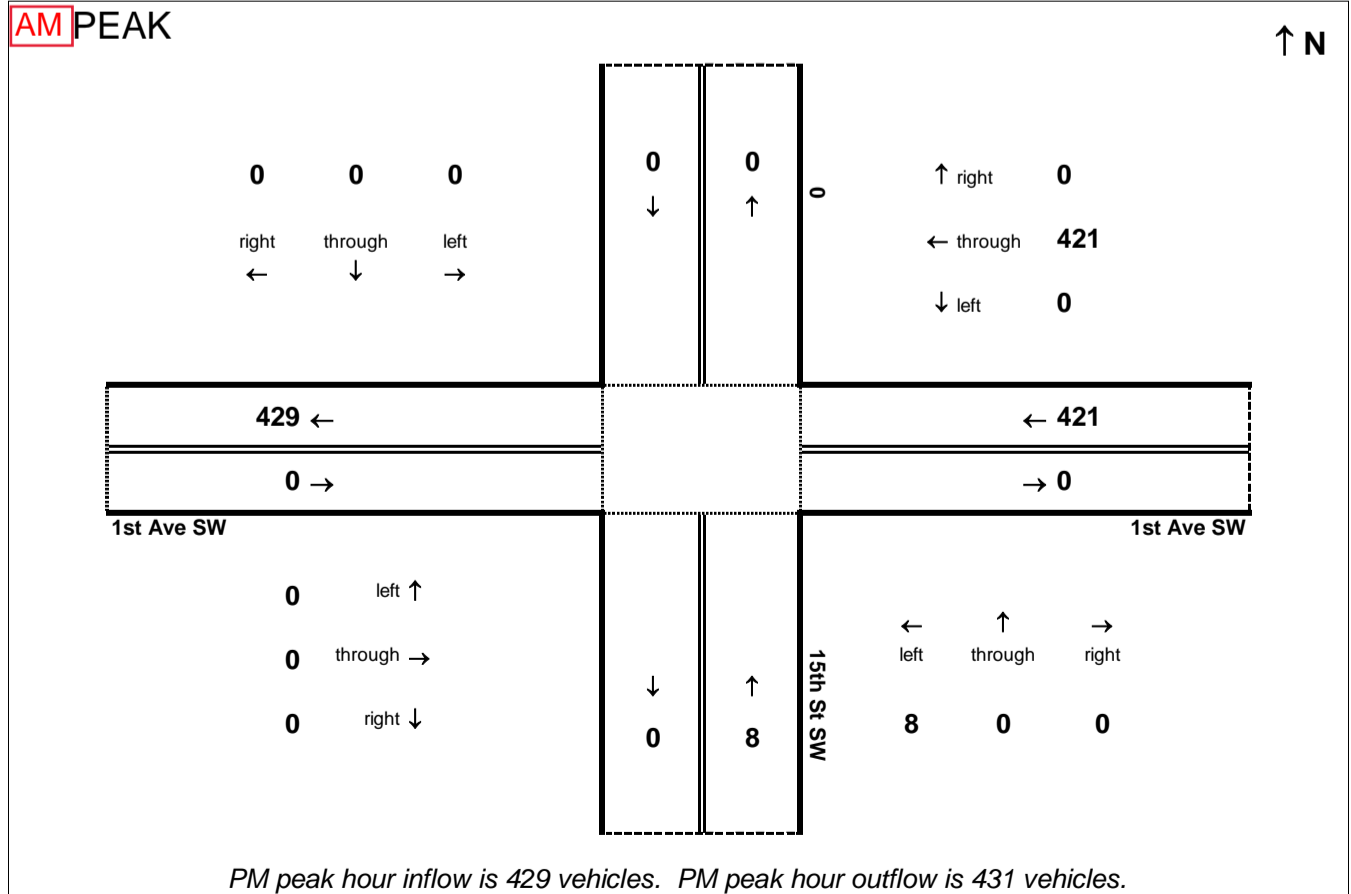 AM PEAK
↑ N
0 0 0
right through left
← ↓ →
0 0
↓ ↑
0
↑ right 0
← through 421
↓ left 0
429 ←
0 →
← 421
→ 0
1st Ave SW
1st Ave SW
0 left ↑
0 through →
0 right ↓
↓ ↑
0 8
15th St SW
← ↑ →
left through right
8 0 0
PM peak hour inflow is 429 vehicles. PM peak hour outflow is 431 vehicles.